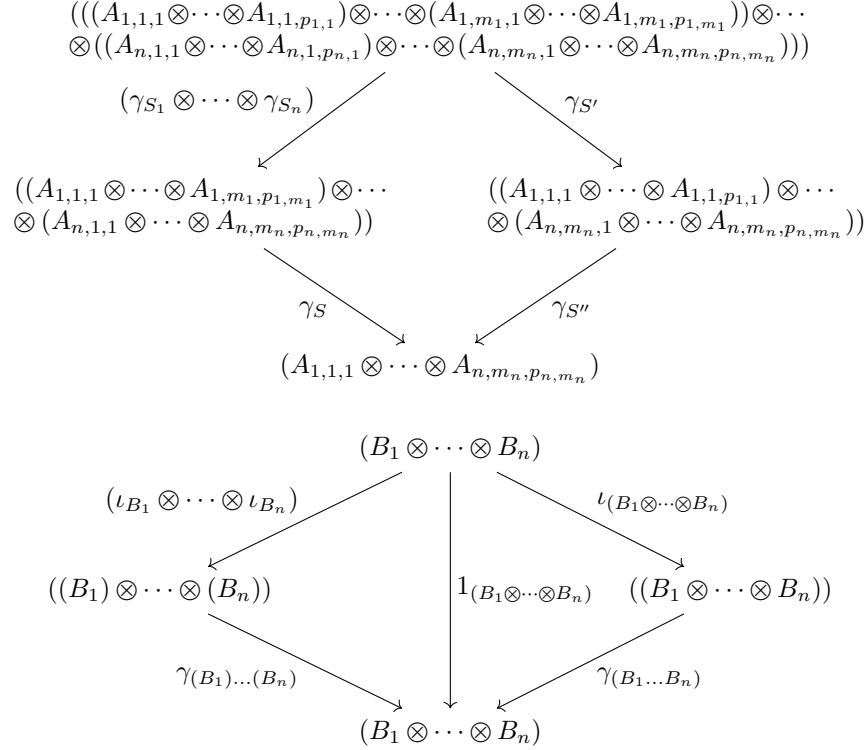 (((A_{1,1,1}⊗⋯⊗A_{1,1,p_{1,1}})⊗⋯⊗(A_{1,m_1,1}⊗⋯⊗A_{1,m_1,p_{1,m_1}}))⊗⋯
⊗((A_{n,1,1}⊗⋯⊗A_{n,1,p_{n,1}})⊗⋯⊗(A_{n,m_n,1}⊗⋯⊗A_{n,m_n,p_{n,m_n}})))
(γ_{S_1}⊗⋯⊗γ_{S_n})
γ_{S′}
((A_{1,1,1}⊗⋯⊗A_{1,m_1,p_{1,m_1}})⊗⋯
⊗(A_{n,1,1}⊗⋯⊗A_{n,m_n,p_{n,m_n}}))
((A_{1,1,1}⊗⋯⊗A_{1,1,p_{1,1}})⊗⋯
⊗(A_{n,m_n,1}⊗⋯⊗A_{n,m_n,p_{n,m_n}}))
γ_S
γ_{S″}
(A_{1,1,1}⊗⋯⊗A_{n,m_n,p_{n,m_n}})
(B_1⊗⋯⊗B_n)
(ι_{B_1}⊗⋯⊗ι_{B_n})
ι_{(B_1⊗⋯⊗B_n)}
((B_1)⊗⋯⊗(B_n))
1_{(B_1⊗⋯⊗B_n)}
((B_1⊗⋯⊗B_n))
γ_{(B_1)…(B_n)}
γ_{(B_1…B_n)}
(B_1⊗⋯⊗B_n)